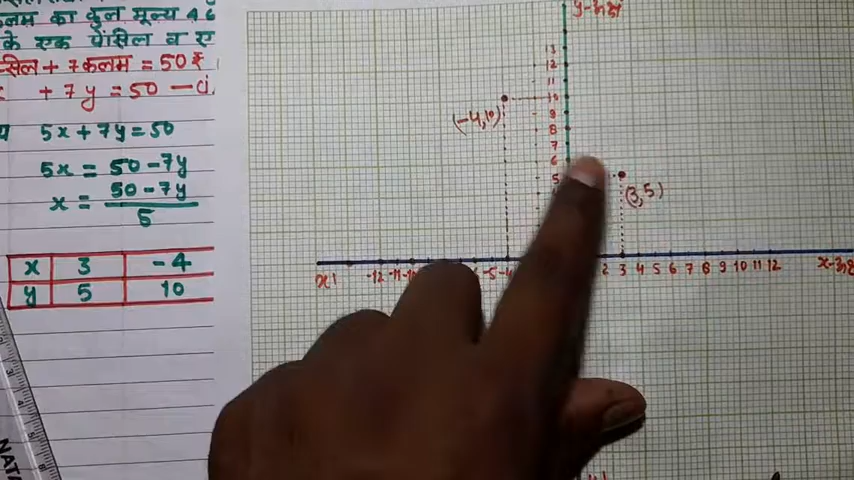 कलम का कुल मूल्य 46
के एक पेंसिल व ए
सिल + 7 कलम = 50 ₹
+ 7y = 50 — (i)
5x + 7y = 50
5x = 50 - 7y
x = 50 - 7y / 5
x 3 -4
y 5 10
y-अक्ष
13
12
11
10
9
8
7
6
5
(-4,10)
(3,5)
x' -12 -11 -10 -5 -4 2 3 4 5 6 7 8 9 10 11 12 x-अक्ष